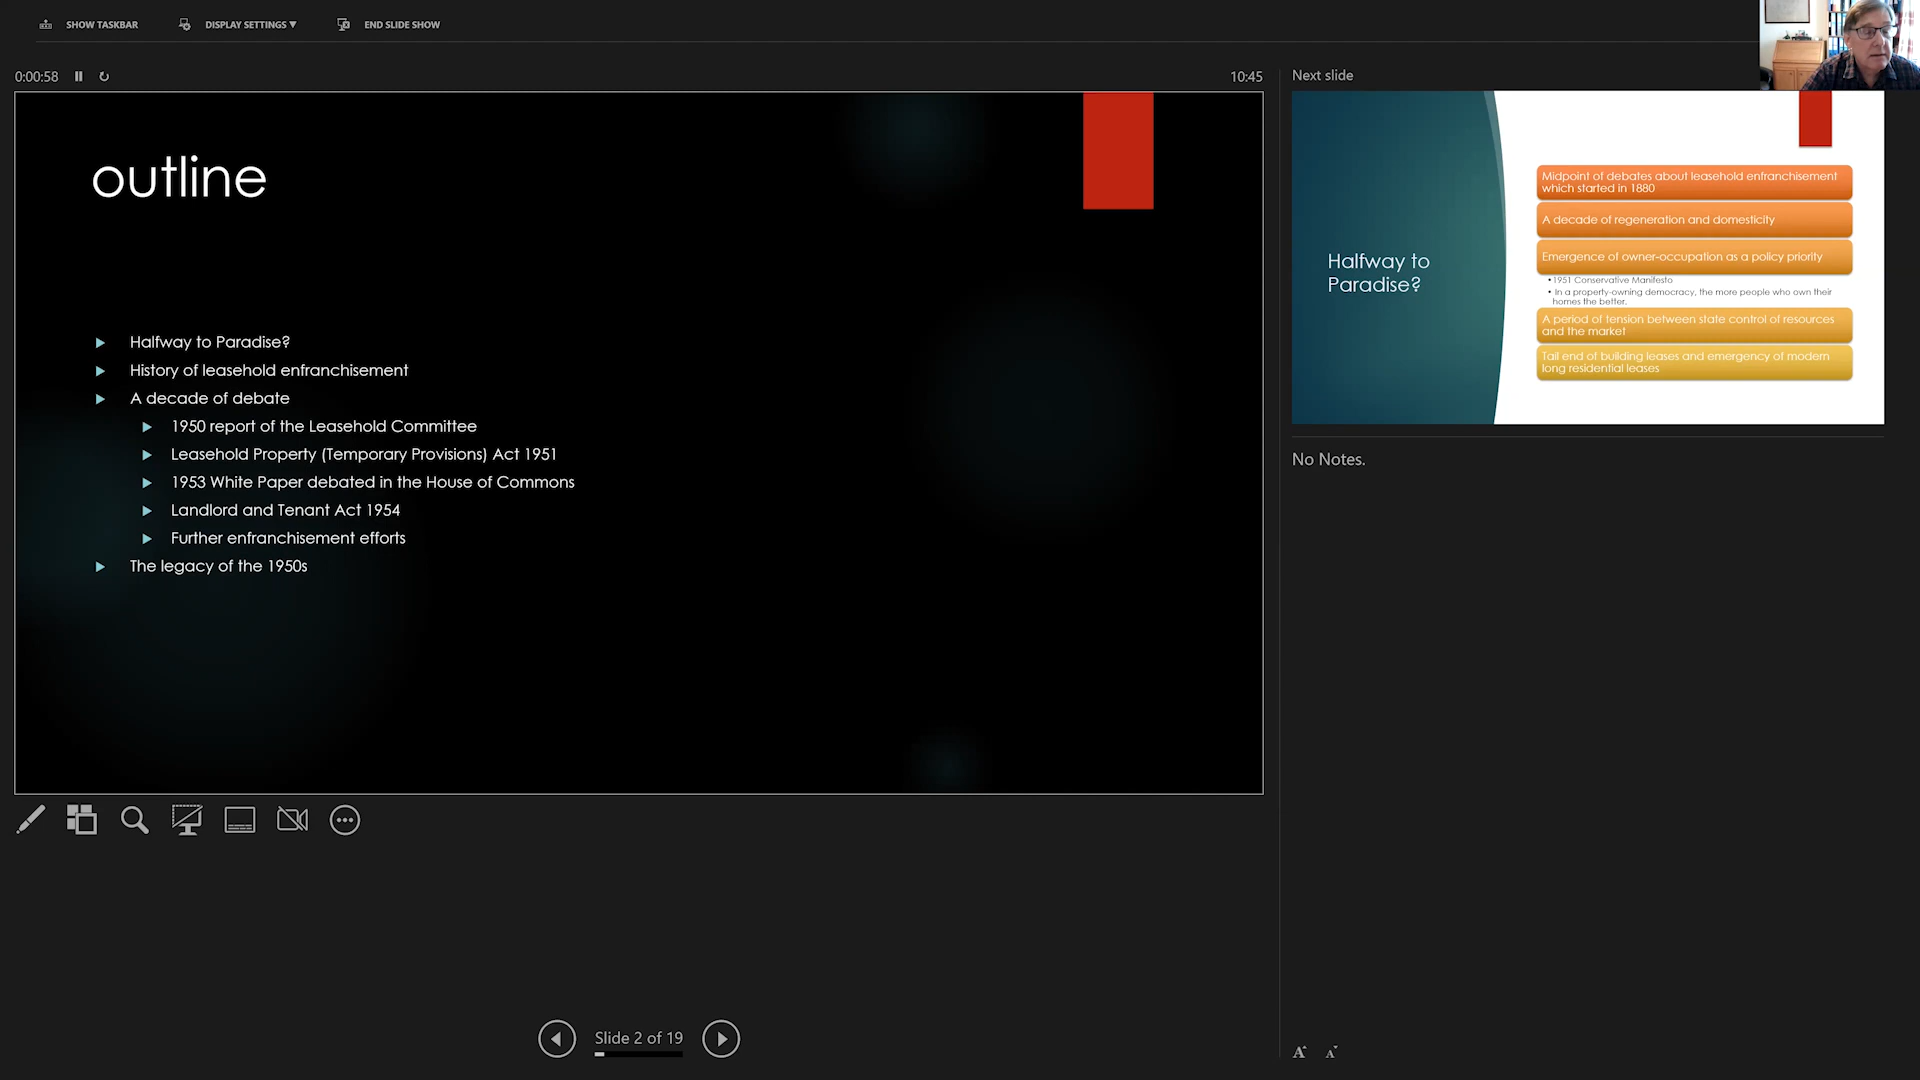 SHOW TASKBAR
DISPLAY SETTINGS ▼
END SLIDE SHOW
0:00:58
10:45
outline
Halfway to Paradise?
History of leasehold enfranchisement
A decade of debate
1950 report of the Leasehold Committee
Leasehold Property (Temporary Provisions) Act 1951
1953 White Paper debated in the House of Commons
Landlord and Tenant Act 1954
Further enfranchisement efforts
The legacy of the 1950s
Slide 2 of 19
Next slide
Halfway to
Paradise?
Midpoint of debates about leasehold enfranchisement
which started in 1880
A decade of regeneration and domesticity
Emergence of owner-occupation as a policy priority
• 1951 Conservative Manifesto
• In a property-owning democracy, the more people who own their
homes the better.
A period of tension between state control of resources
and the market
Tail end of building leases and emergency of modern
long residential leases
No Notes.
A A